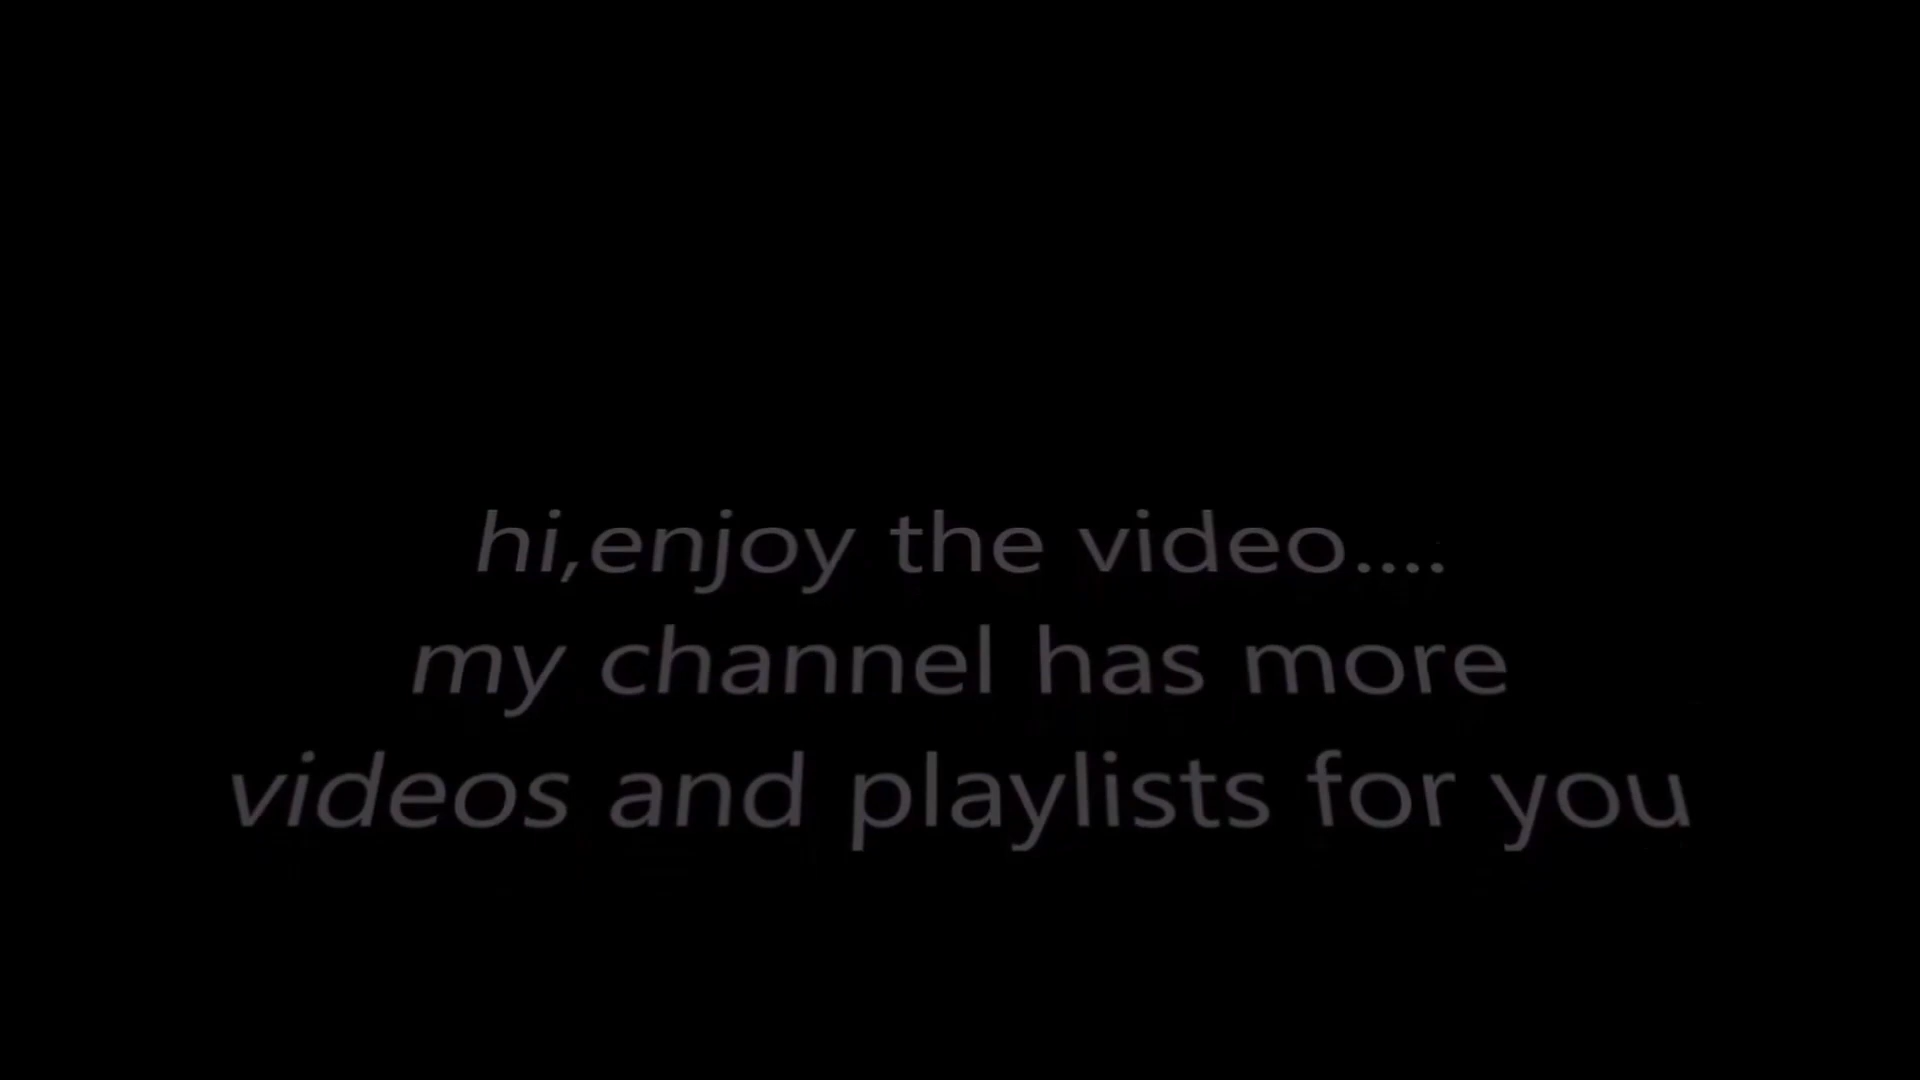 hi,enjoy the video....
my channel has more
videos and playlists for you